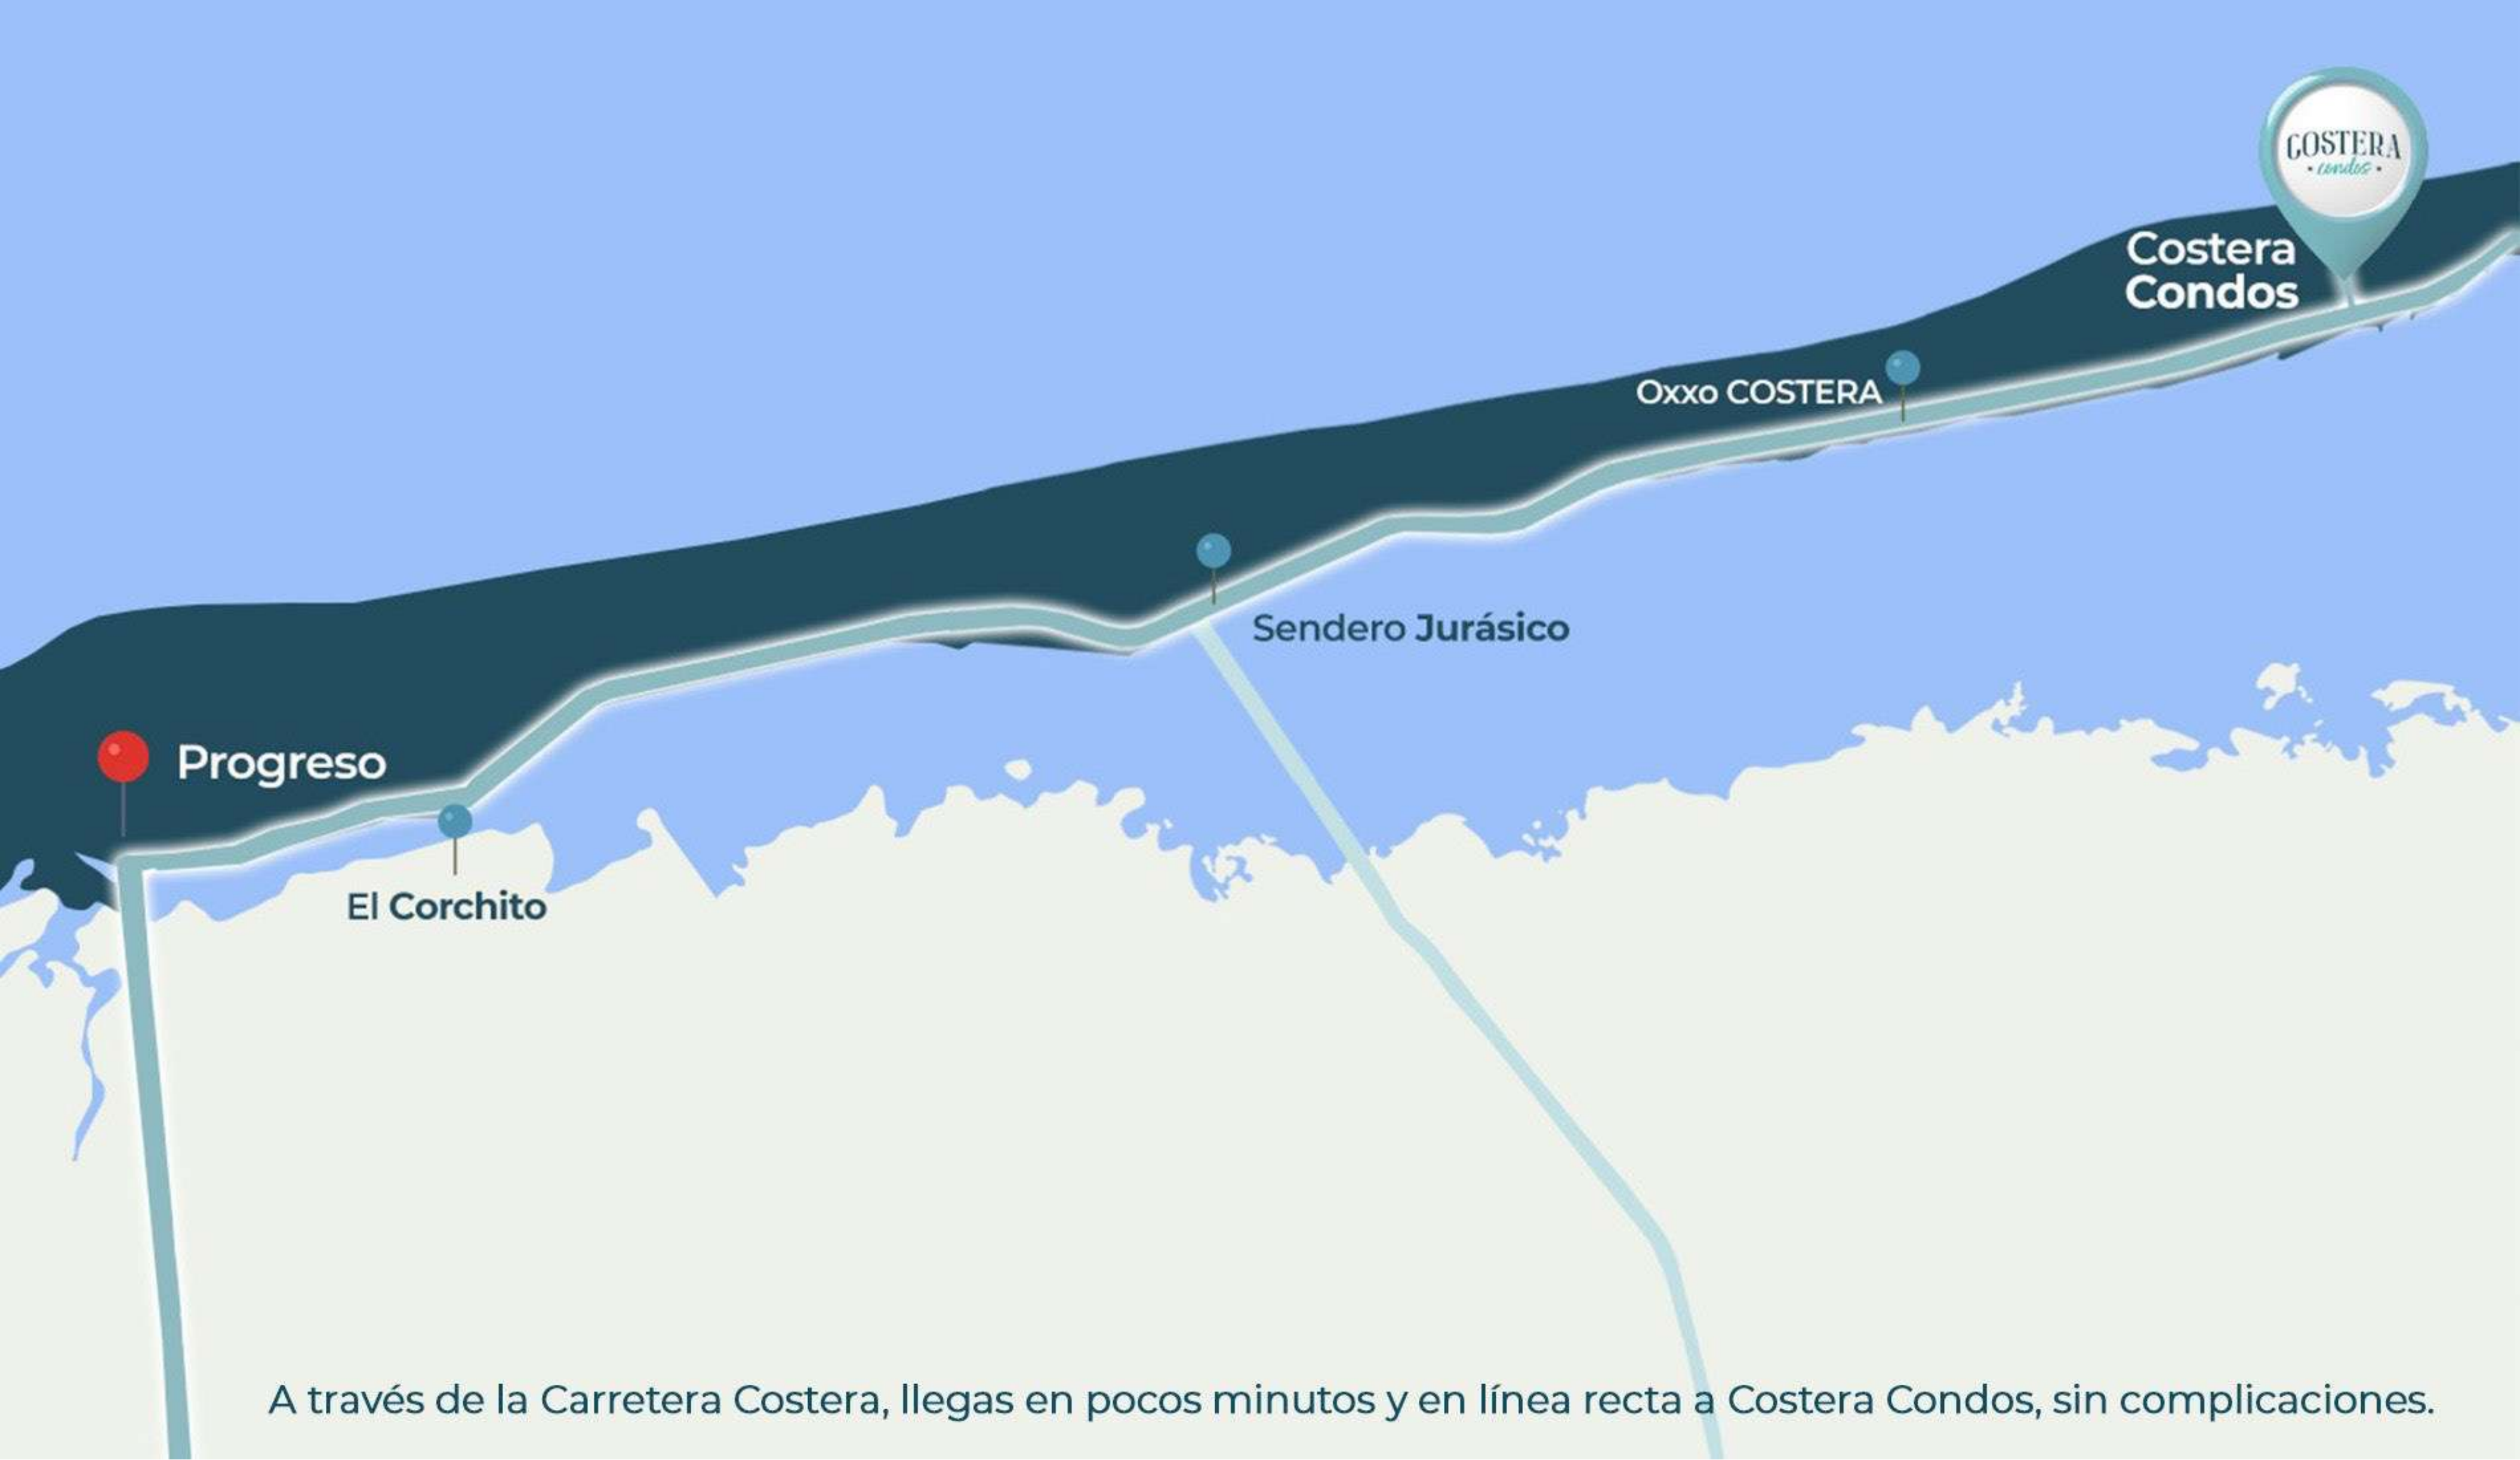 COSTERA
condos
Costera
Condos
Oxxo COSTERA
Sendero Jurásico
Progreso
El Corchito
A través de la Carretera Costera, llegas en pocos minutos y en línea recta a Costera Condos, sin complicaciones.